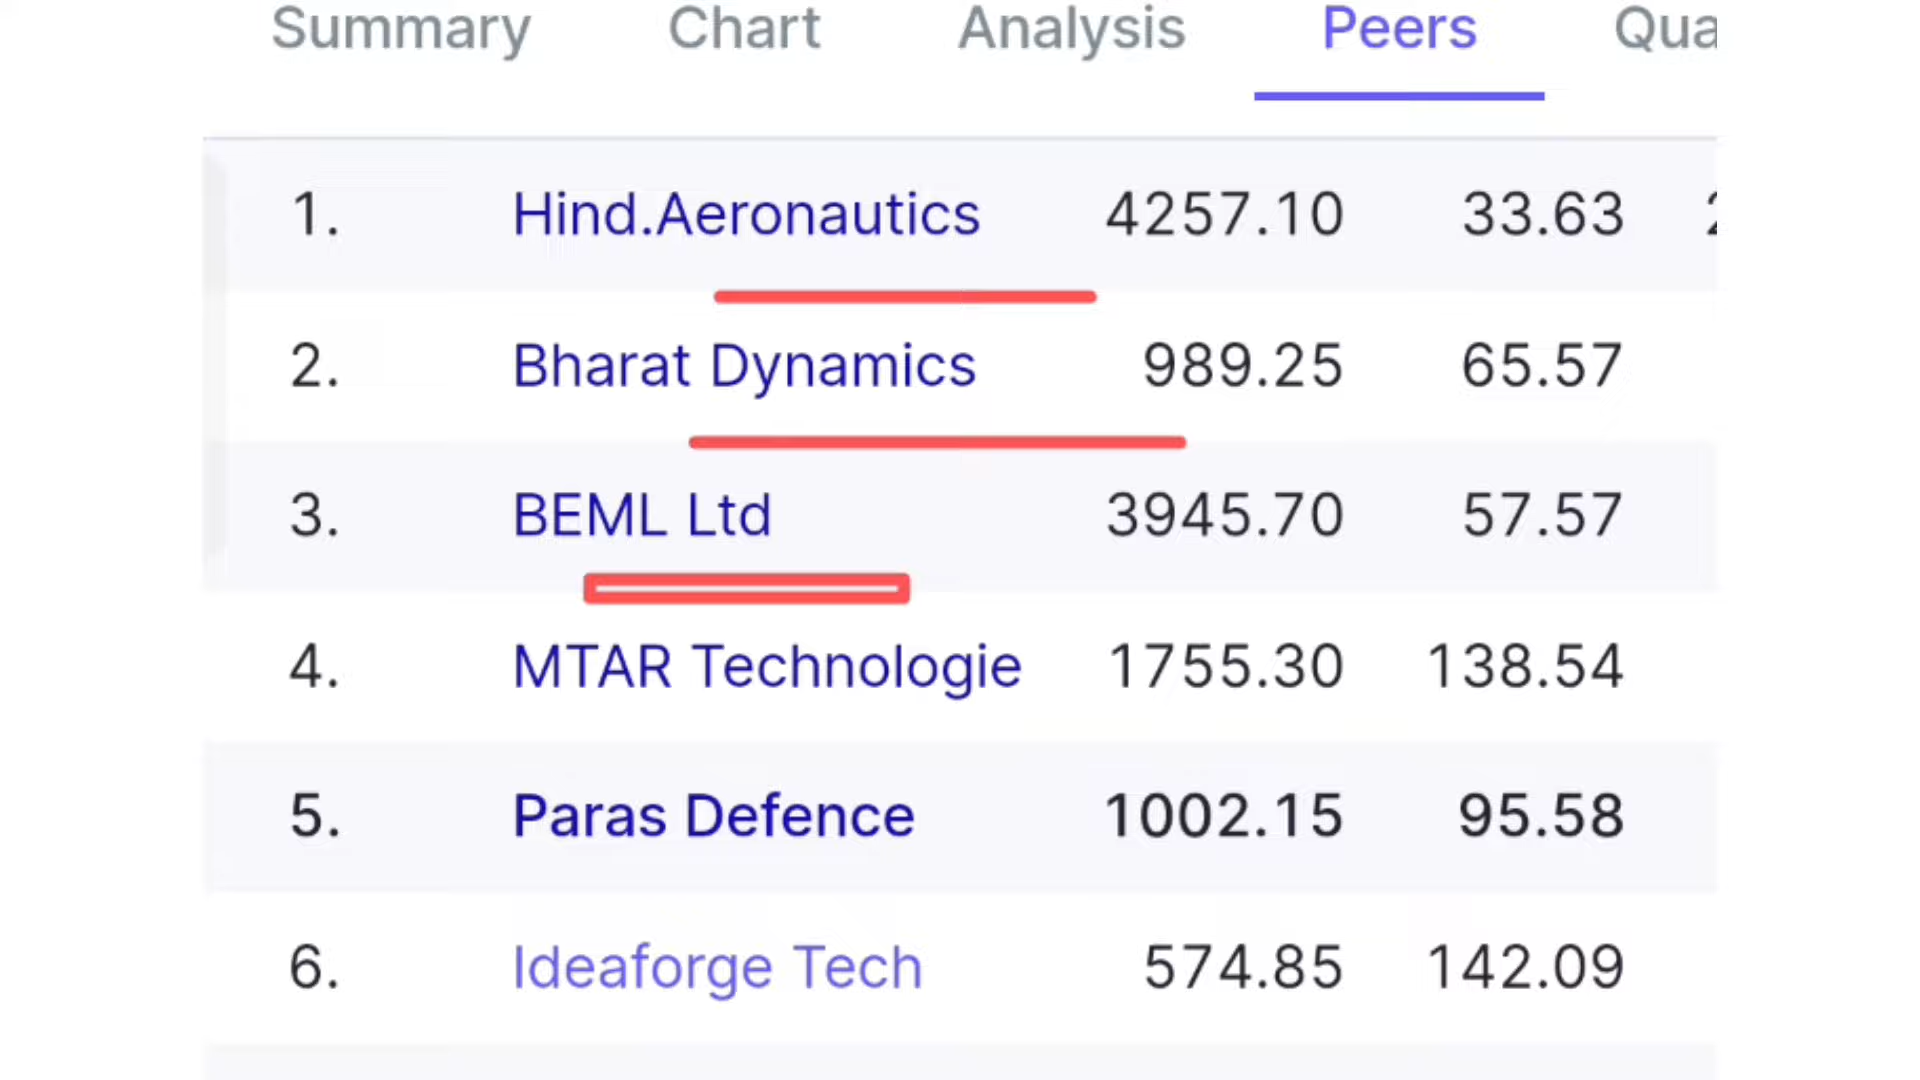 Summary Chart Analysis Peers Qua
1. Hind.Aeronautics 4257.10 33.63
2. Bharat Dynamics 989.25 65.57
3. BEML Ltd 3945.70 57.57
4. MTAR Technologie 1755.30 138.54
5. Paras Defence 1002.15 95.58
6. Ideaforge Tech 574.85 142.09